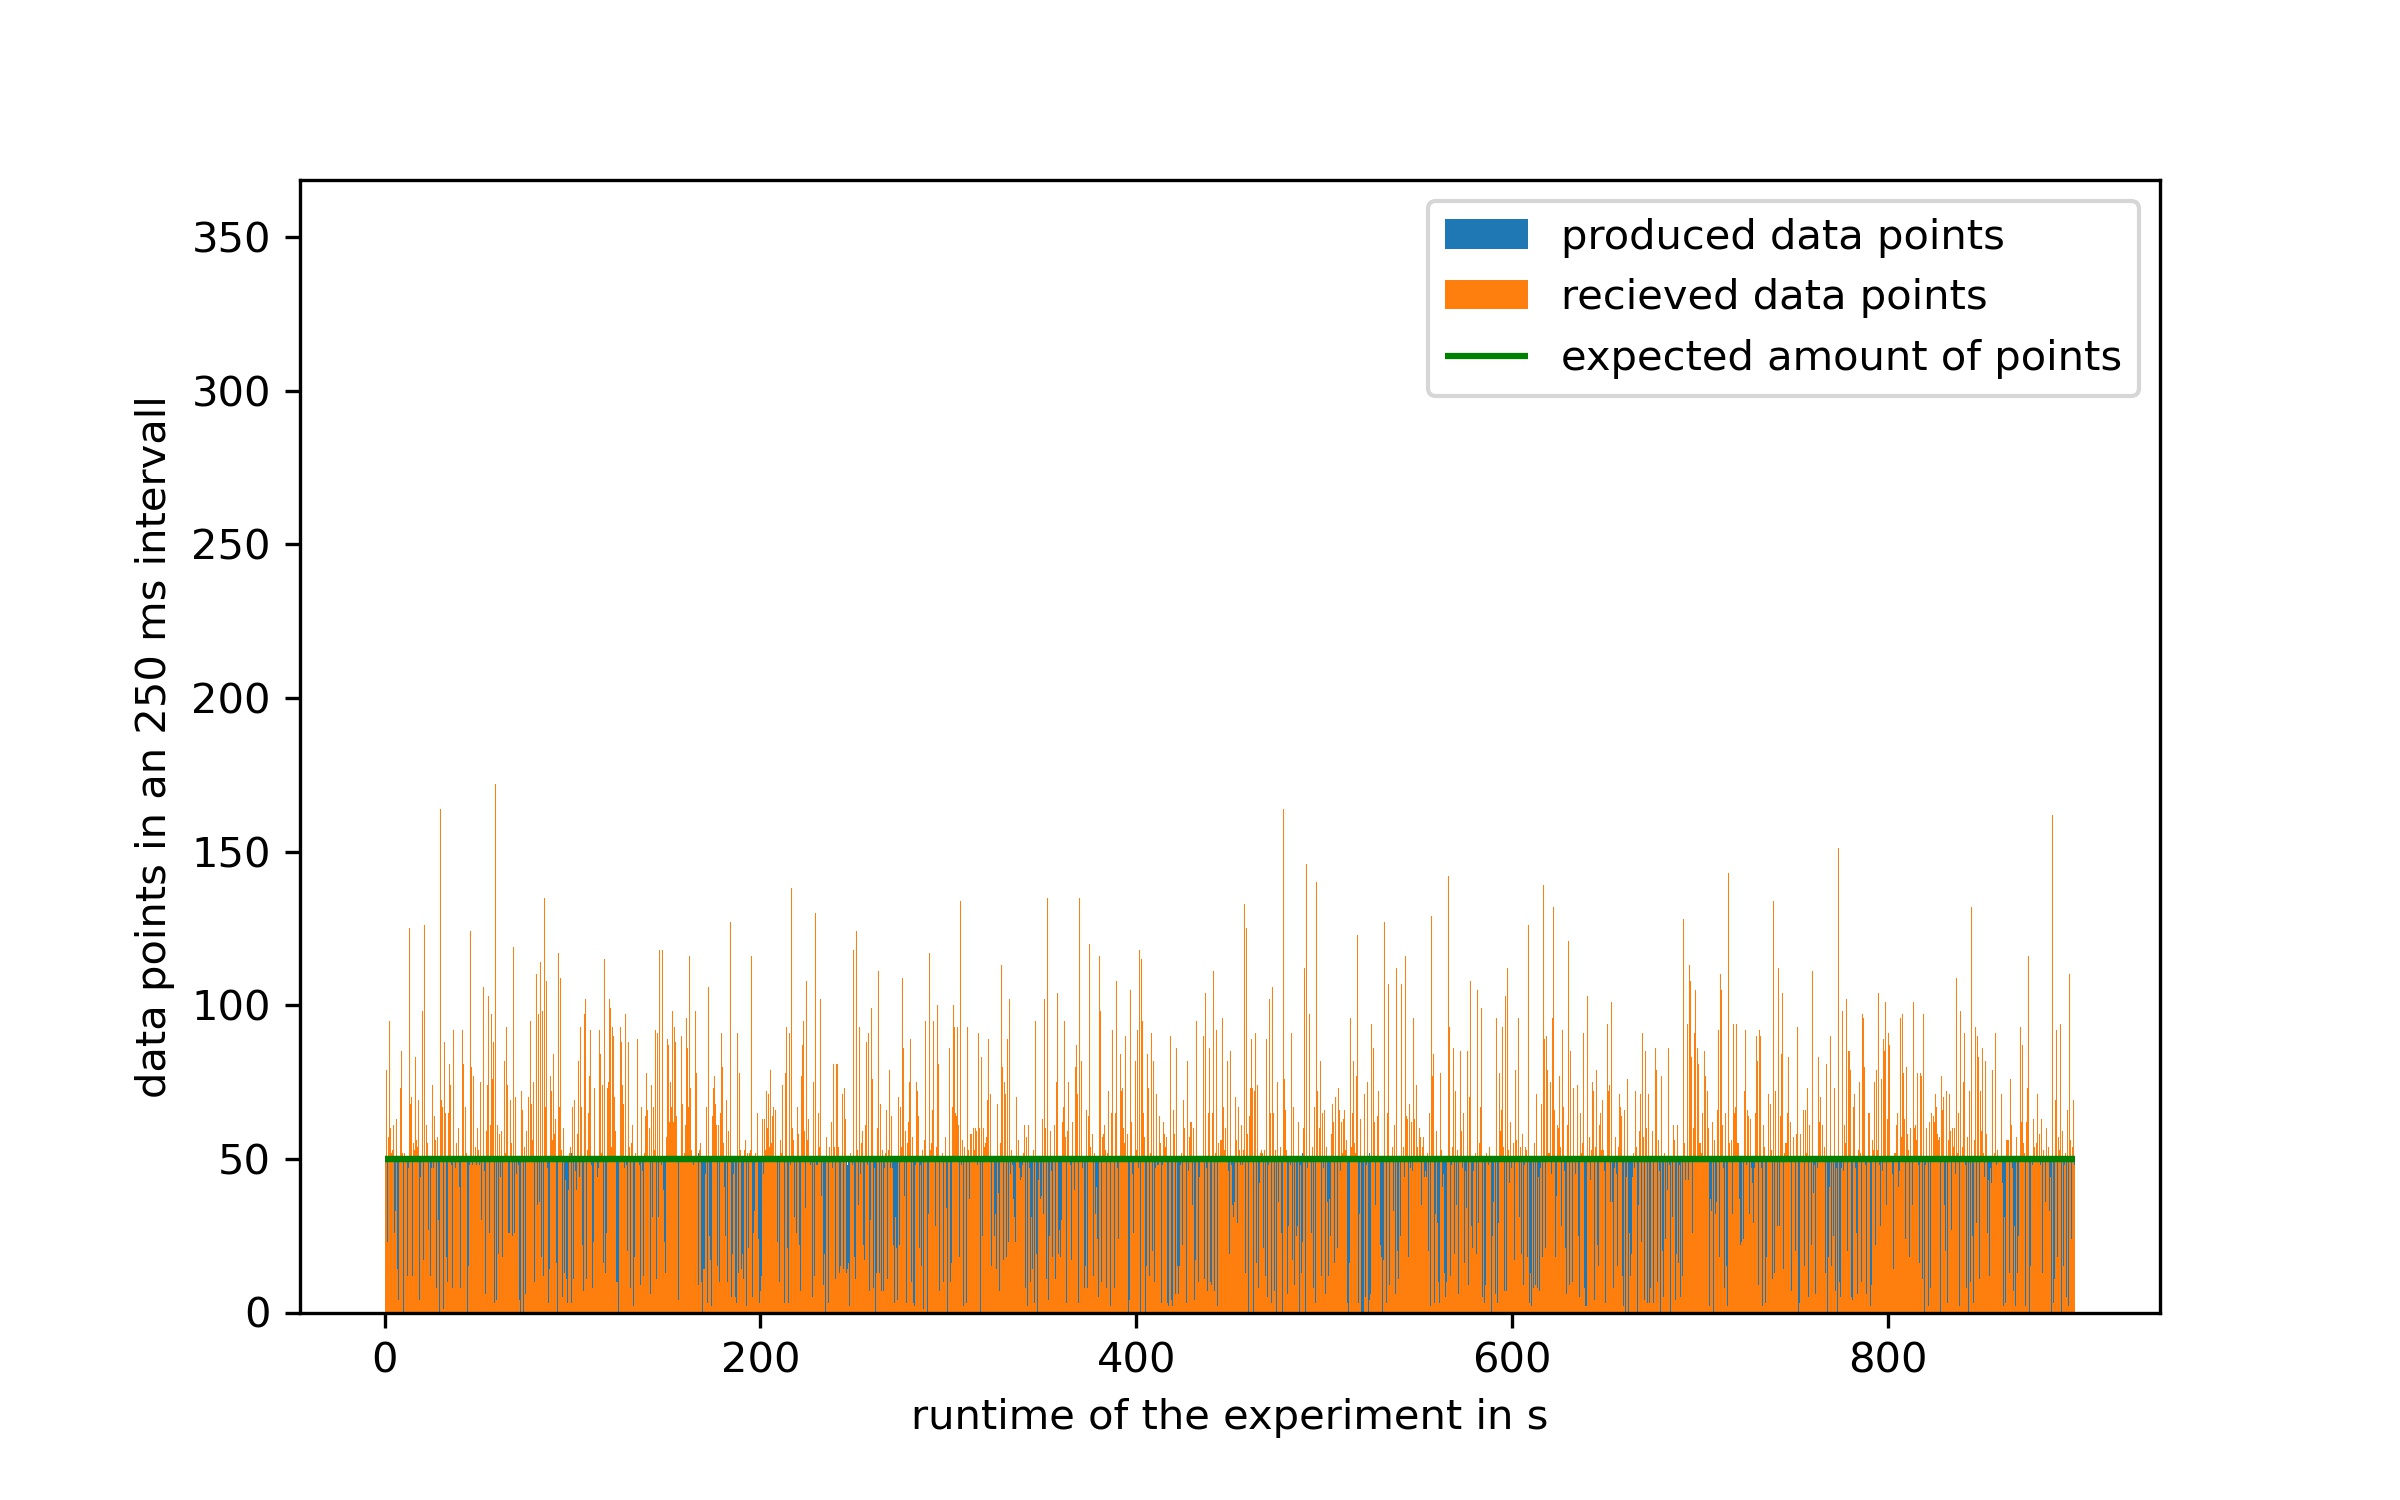 produced data points
recieved data points
expected amount of points
data points in an 250 ms intervall
350
300
250
200
150
100
50
0
0 200 400 600 800
runtime of the experiment in s